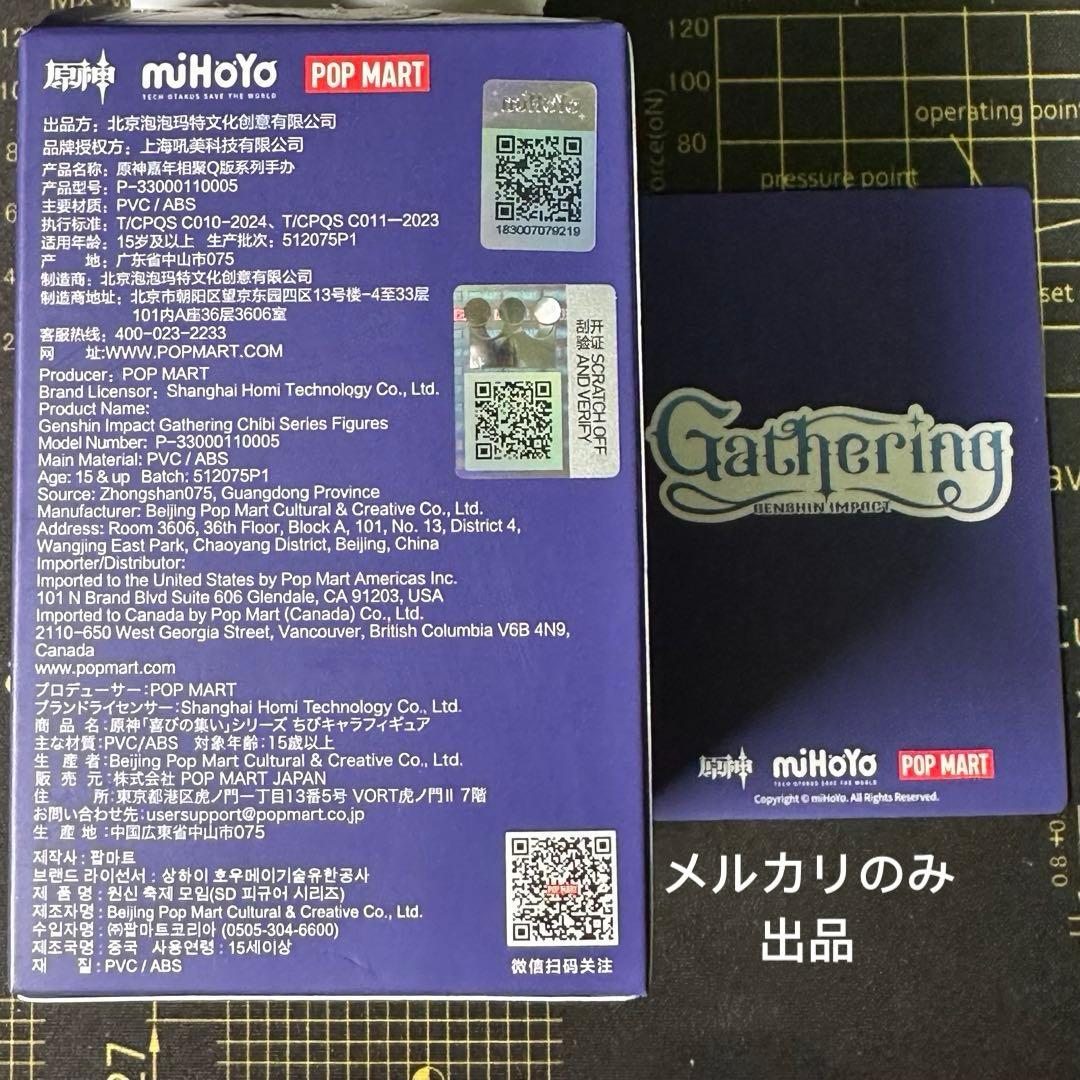 原神 miHoYo POP MART
TECH OTAKUS SAVE THE WORLD
出品方：北京泡泡玛特文化创意有限公司
品牌授权方：上海吼美科技有限公司
产品名称：原神嘉年相聚Q版系列手办
产品型号：P-33000110005
主要材质：PVC / ABS
执行标准：T/CPQS C010-2024、T/CPQS C011—2023
适用年龄：15岁及以上 生产批次：512075P1
产 地：广东省中山市075
制造商：北京泡泡玛特文化创意有限公司
制造商地址：北京市朝阳区望京东园四区13号楼-4至33层
101内A座36层3606室
客服热线：400-023-2233
网 址:WWW.POPMART.COM
Producer：POP MART
Brand Licensor：Shanghai Homi Technology Co., Ltd.
Product Name:
Genshin Impact Gathering Chibi Series Figures
Model Number: P-33000110005
Main Material: PVC / ABS
Age: 15 & up Batch: 512075P1
Source: Zhongshan075, Guangdong Province
Manufacturer: Beijing Pop Mart Cultural & Creative Co., Ltd.
Address: Room 3606, 36th Floor, Block A, 101, No. 13, District 4,
Wangjing East Park, Chaoyang District, Beijing, China
Importer/Distributor:
Imported to the United States by Pop Mart Americas Inc.
101 N Brand Blvd Suite 606 Glendale, CA 91203, USA
Imported to Canada by Pop Mart (Canada) Co., Ltd.
2110-650 West Georgia Street, Vancouver, British Columbia V6B 4N9,
Canada
www.popmart.com
プロデューサー:POP MART
ブランドライセンサー:Shanghai Homi Technology Co., Ltd.
商 品 名:原神「喜びの集い」シリーズ ちびキャラフィギュア
主な材質:PVC/ABS 対象年齢:15歳以上
生 産 者:Beijing Pop Mart Cultural & Creative Co., Ltd.
販 売 元:株式会社 POP MART JAPAN
住 所:東京都港区虎ノ門一丁目13番5号 VORT虎ノ門II 7階
お問い合わせ先:usersupport@popmart.co.jp
生 産 地:中国広東省中山市075
제작사 : 팝마트
브랜드 라이선서 : 상하이 호우메이기술유한공사
제 품 명 : 원신 축제 모임(SD 피규어 시리즈)
제조자명 : Beijing Pop Mart Cultural & Creative Co., Ltd.
수입자명 : ㈜팝마트코리아 (0505-304-6600)
제조국명 : 중국 사용연령 : 15세이상
재 질 : PVC / ABS
miHoYo
183007079219
刮开验证 SCRATCH OFF AND VERIFY
POP MART
微信扫码关注
120
100
80
operating point
pressure point
orce(oN)
set
av
Gathering
GENSHIN IMPACT
原神 miHoYo POP MART
TECH OTAKUS SAVE THE WORLD
Copyright © miHoYo. All Rights Reserved.
メルカリのみ
出品
27
0.8